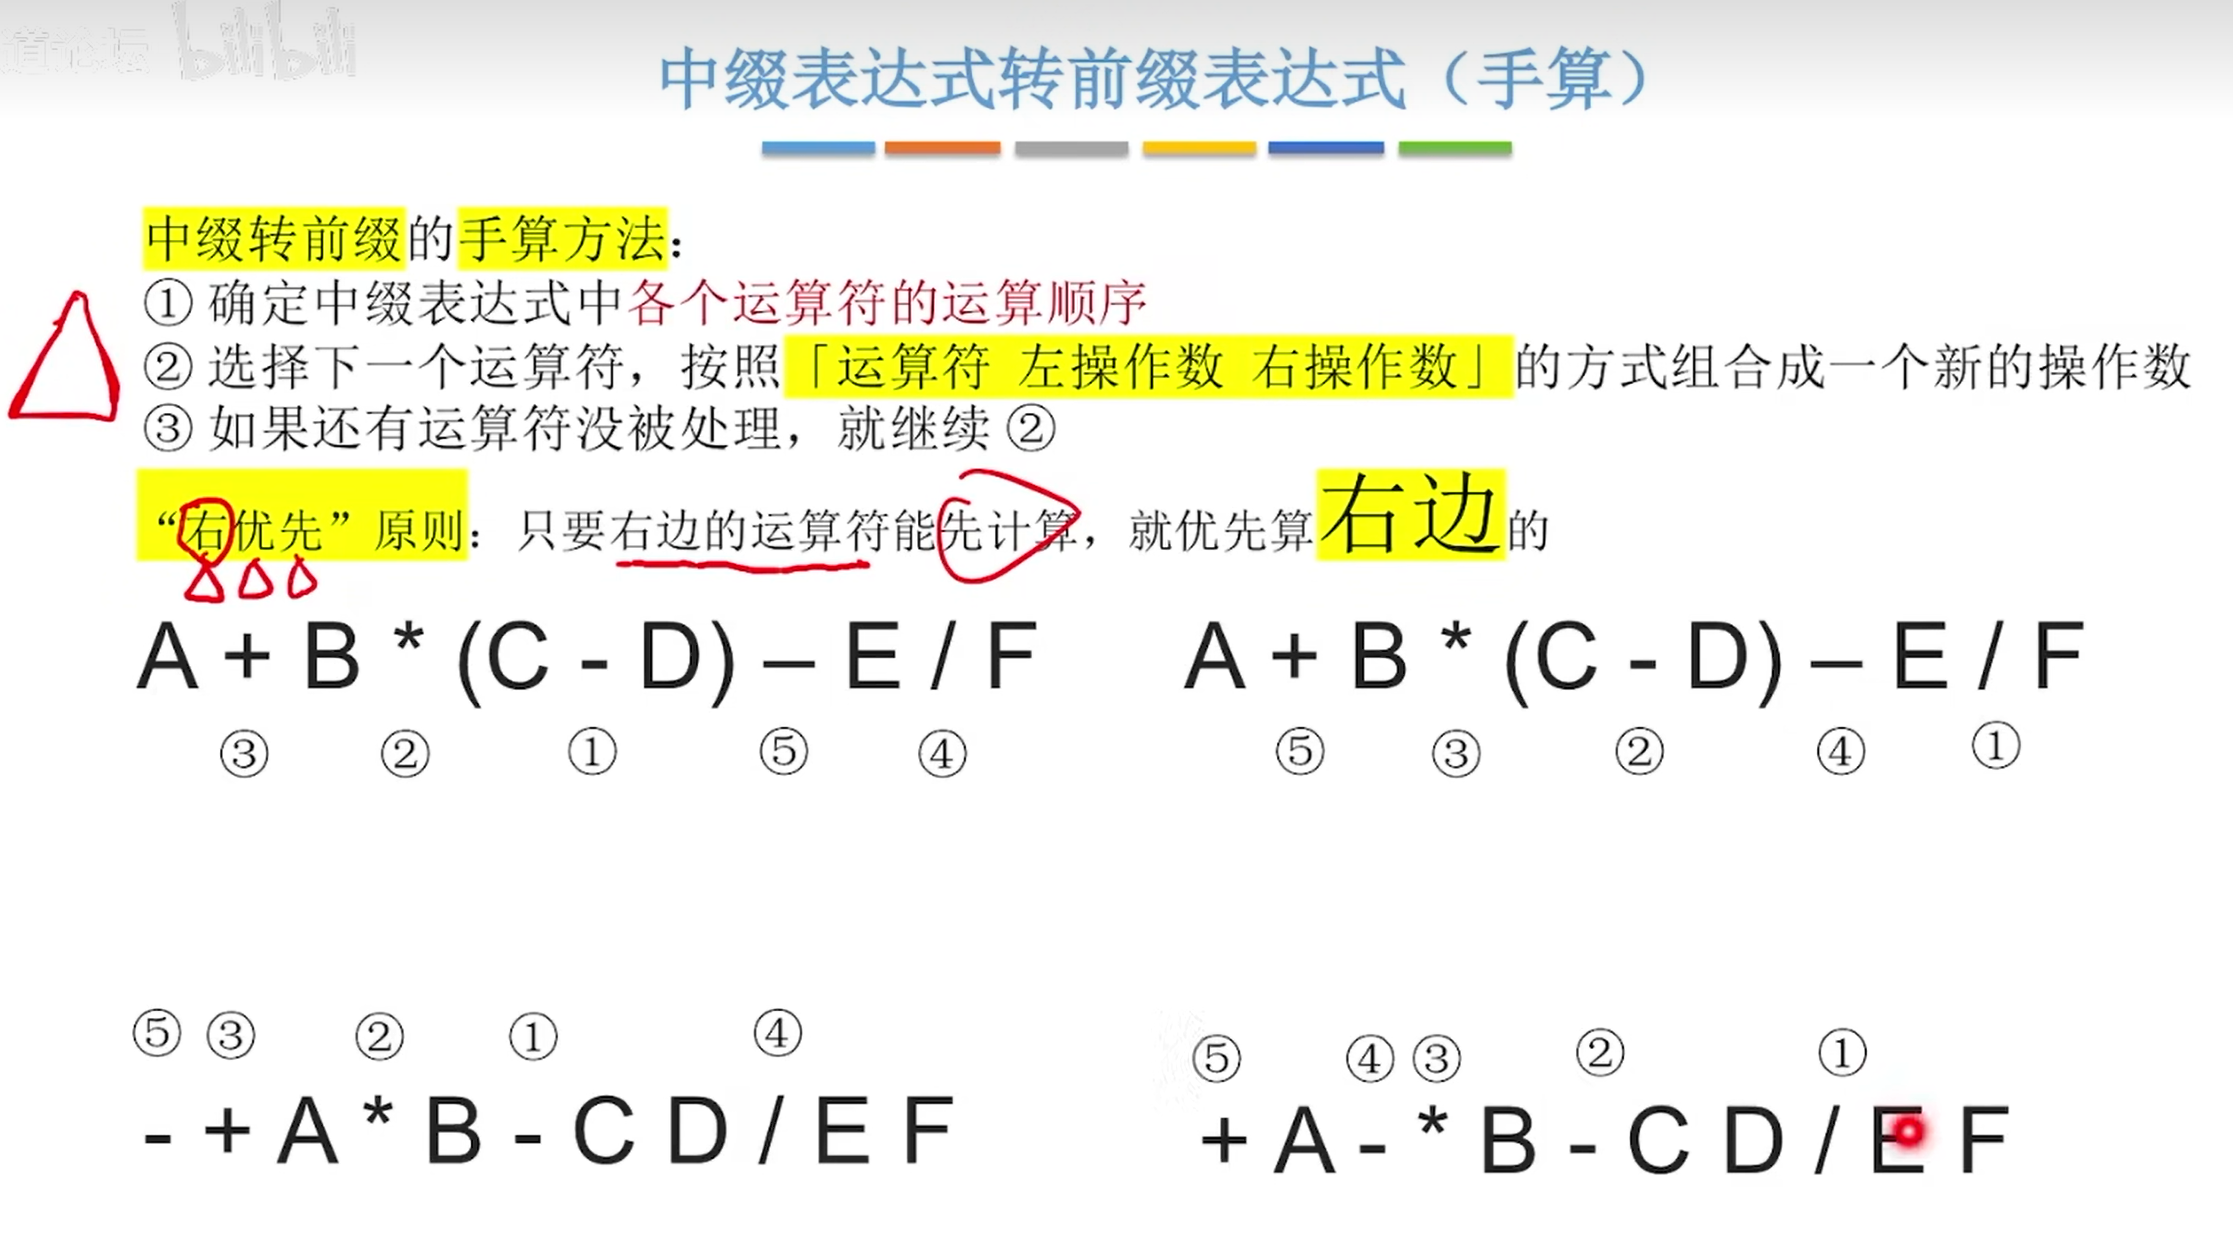 道论坛 bilibili
中缀表达式转前缀表达式（手算）
中缀转前缀的手算方法：
① 确定中缀表达式中各个运算符的运算顺序
② 选择下一个运算符，按照「运算符 左操作数 右操作数」的方式组合成一个新的操作数
③ 如果还有运算符没被处理，就继续 ②
“右优先”原则：只要右边的运算符能先计算，就优先算右边的
A + B * (C - D) – E / F
③ ② ① ⑤ ④
A + B * (C - D) – E / F
⑤ ③ ② ④ ①
⑤ ③ ② ① ④
- + A * B - C D / E F
⑤ ④ ③ ② ①
+ A - * B - C D / E F